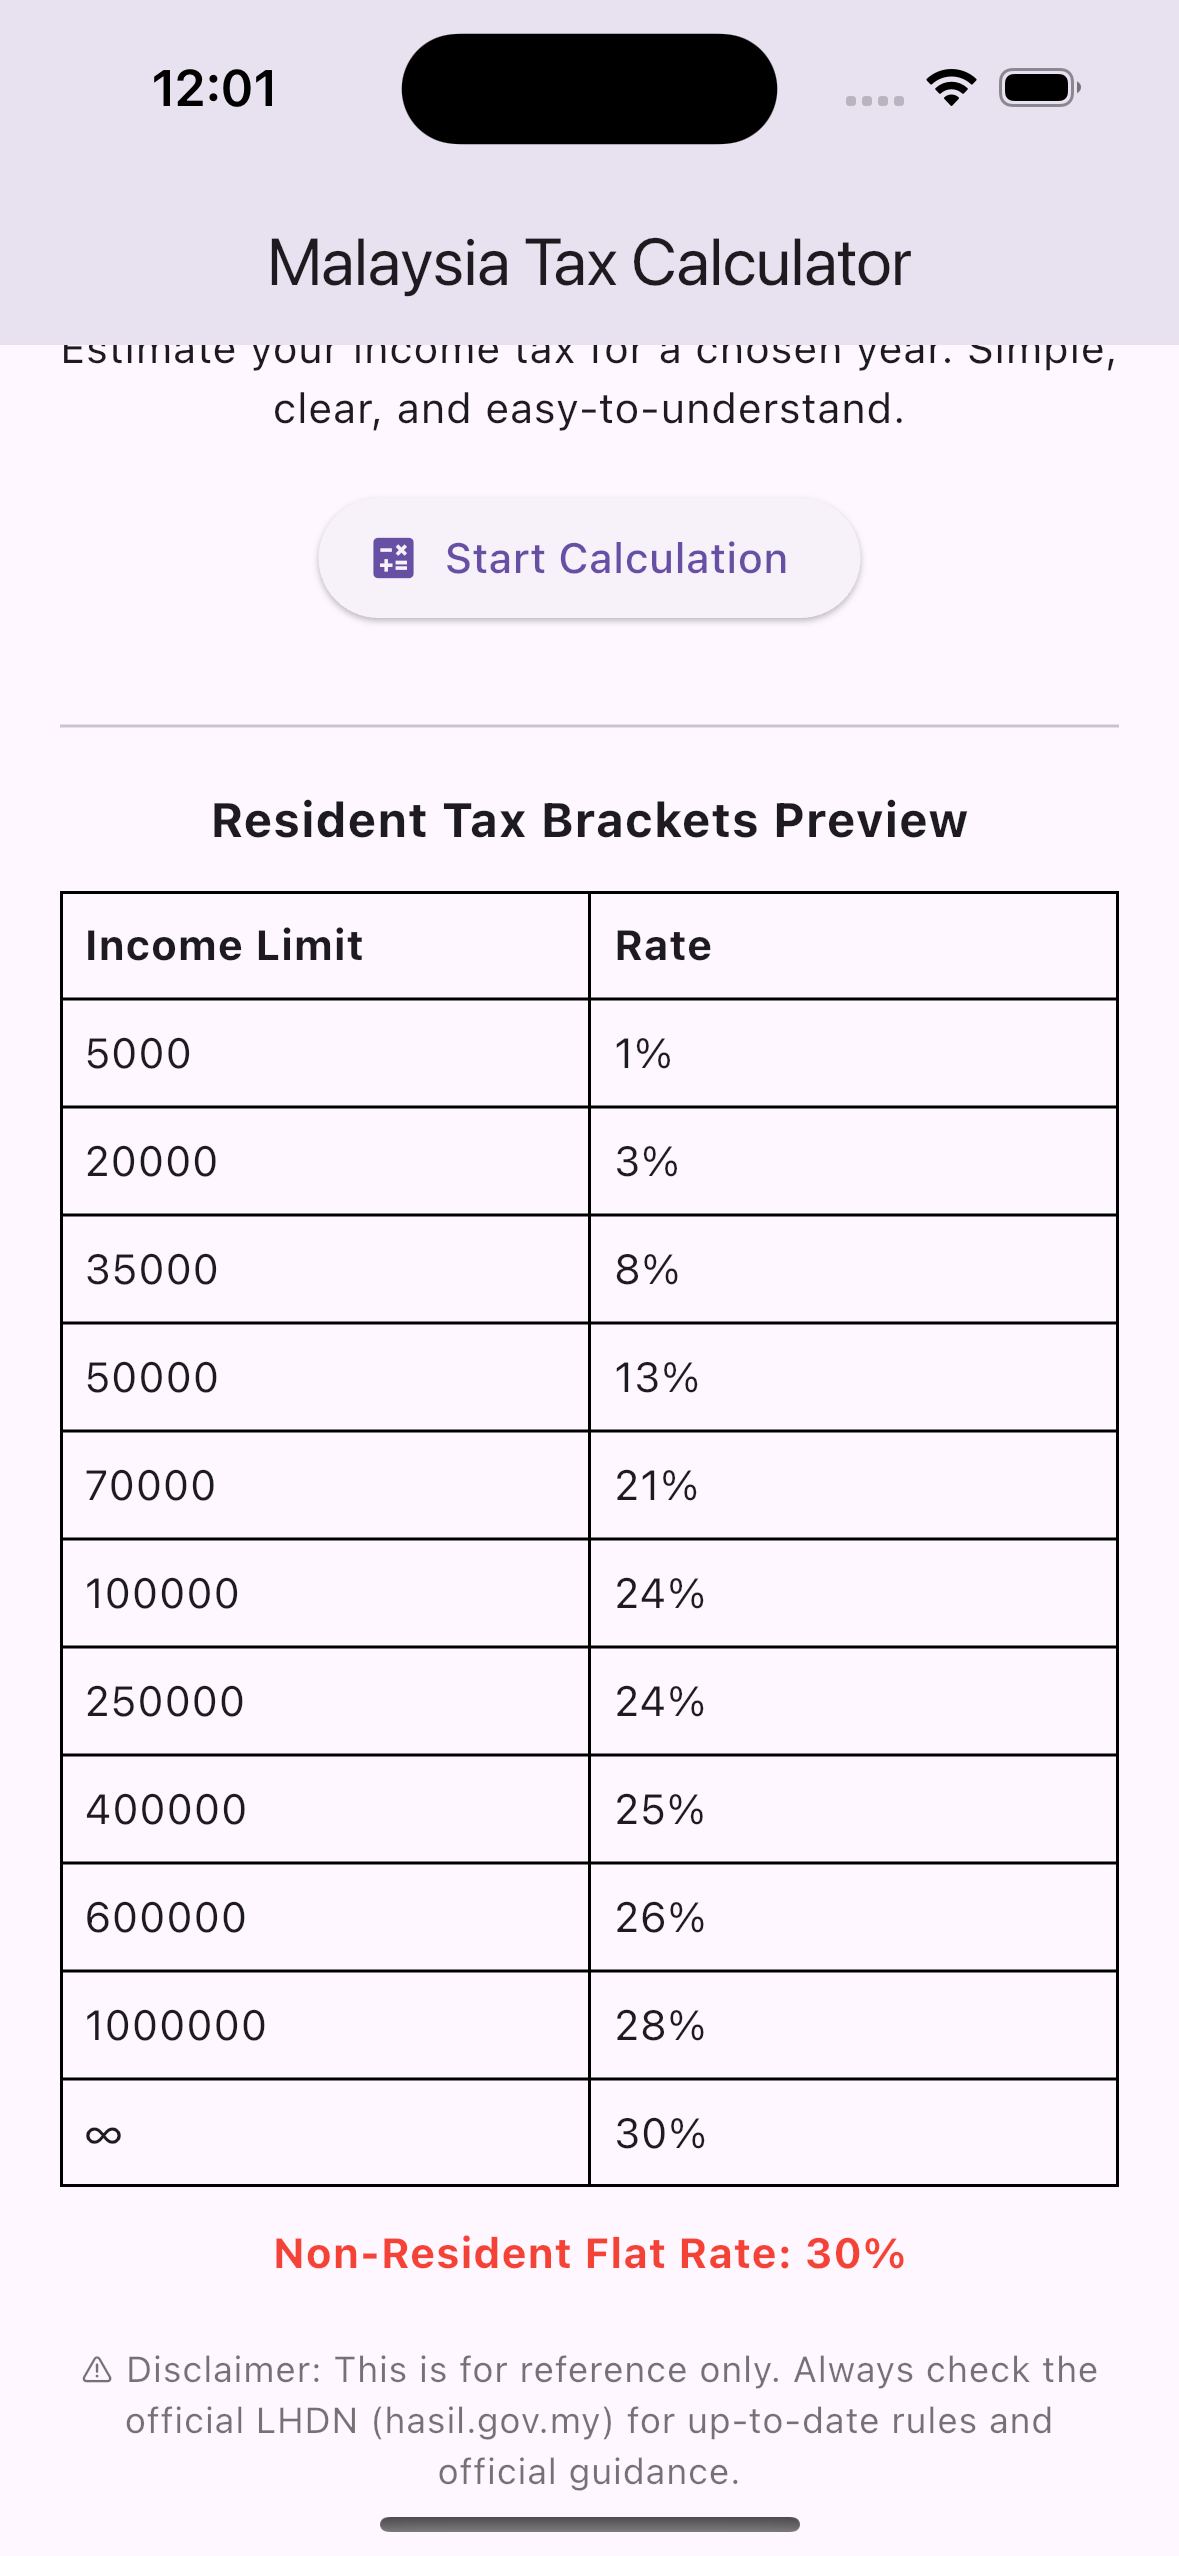 12:01
Malaysia Tax Calculator
Estimate your income tax for a chosen year. Simple,
clear, and easy-to-understand.
Start Calculation
Resident Tax Brackets Preview
Income Limit Rate
5000 1%
20000 3%
35000 8%
50000 13%
70000 21%
100000 24%
250000 24%
400000 25%
600000 26%
1000000 28%
∞ 30%
Non-Resident Flat Rate: 30%
⚠ Disclaimer: This is for reference only. Always check the
official LHDN (hasil.gov.my) for up-to-date rules and
official guidance.